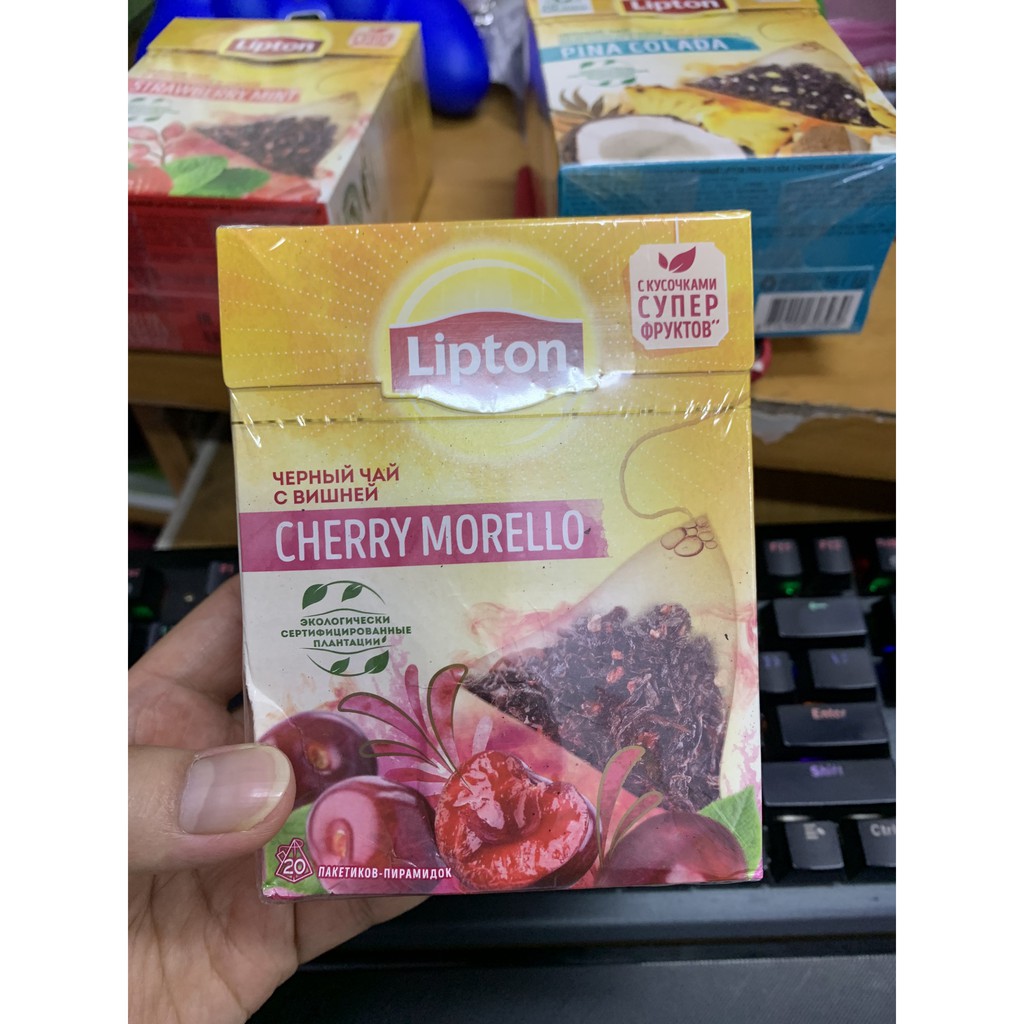 Lipton
STRAWBERRY MINT
Lipton
PINA COLADA
Lipton
С КУСОЧКАМИ
СУПЕР
ФРУКТОВ"
ЧЕРНЫЙ ЧАЙ
С ВИШНЕЙ
CHERRY MORELLO
ЭКОЛОГИЧЕСКИ
СЕРТИФИЦИРОВАННЫЕ
ПЛАНТАЦИИ
20 ПАКЕТИКОВ-ПИРАМИДОК
Enter
Shift
Ctrl